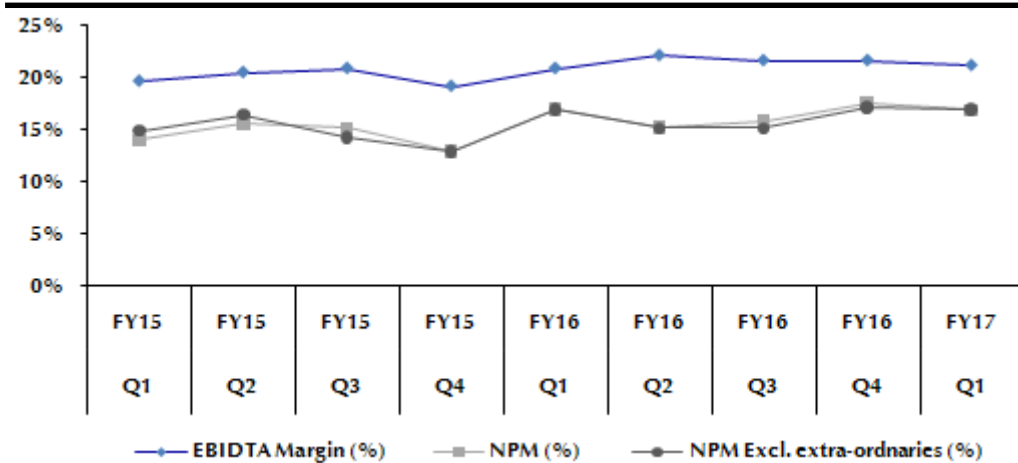 25%
20%
15%
10%
5%
0%
FY15 FY15 FY15 FY15 FY16 FY16 FY16 FY16 FY17
Q1 Q2 Q3 Q4 Q1 Q2 Q3 Q4 Q1
EBIDTA Margin (%) NPM (%) NPM Excl. extra-ordnaries (%)